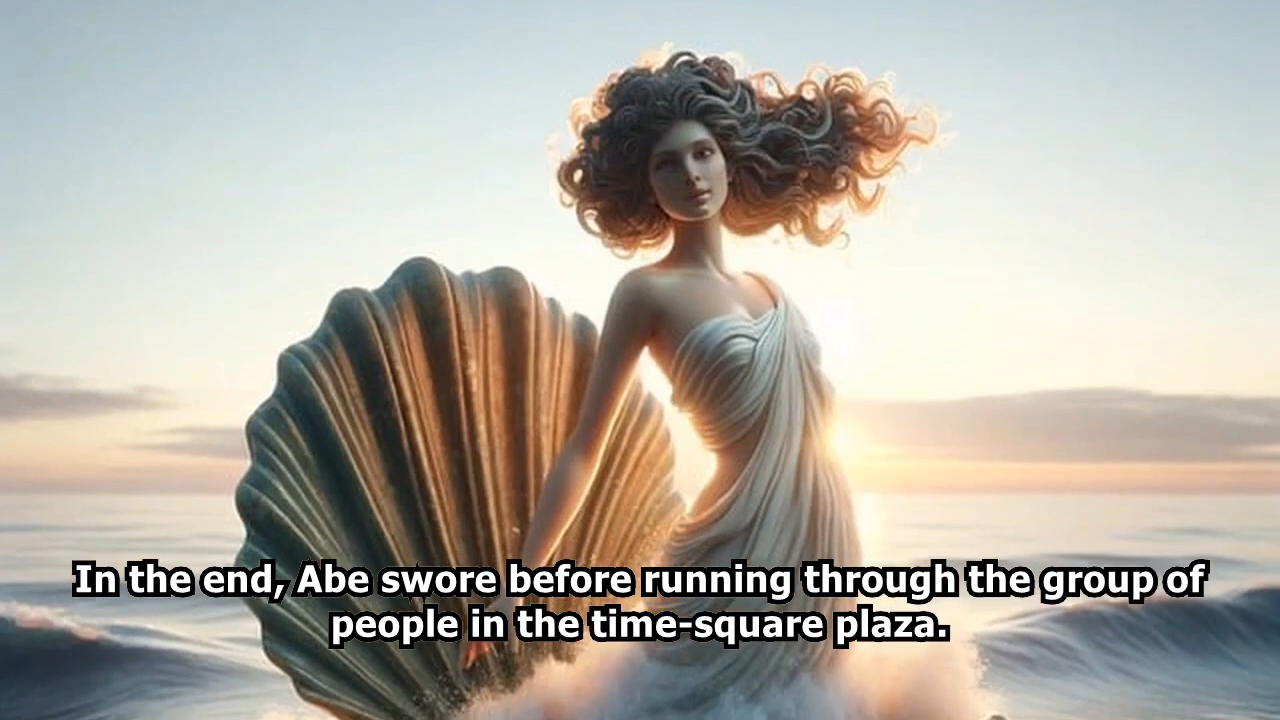 In the end, Abe swore before running through the group of
people in the time-square plaza.